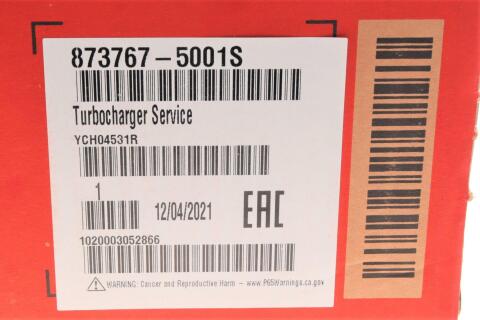 873767-5001S
Turbocharger Service
YCH04531R
1
12/04/2021
EAC
1020003052866
WARNING: Cancer and Reproductive Harm - www.P65Warnings.ca.gov